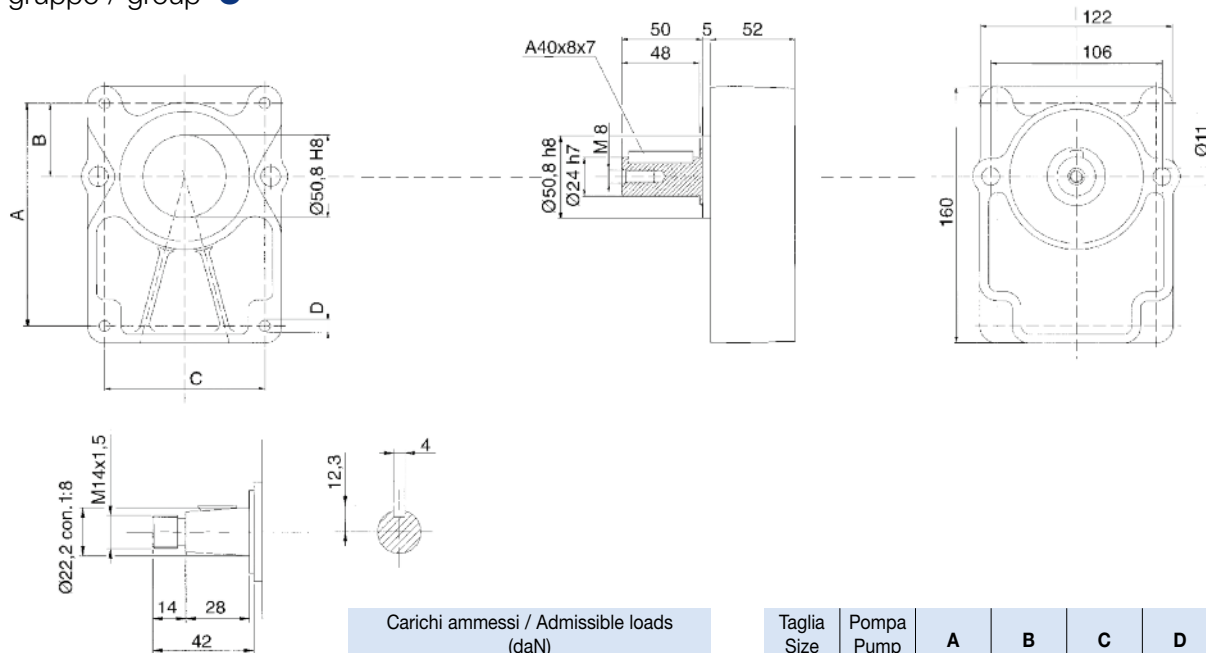 gruppo / group
50 5 52
48
A40x8x7
122
106
A
B
Ø50,8 H8
D
C
Ø50,8 h8
Ø24 h7
M 8
160
Ø11
M14x1,5
Ø22,2 con. 1:8
14 28
42
12,3
4
Carichi ammessi / Admissible loads
(daN)
Taglia Pompa A B C D
Size Pump